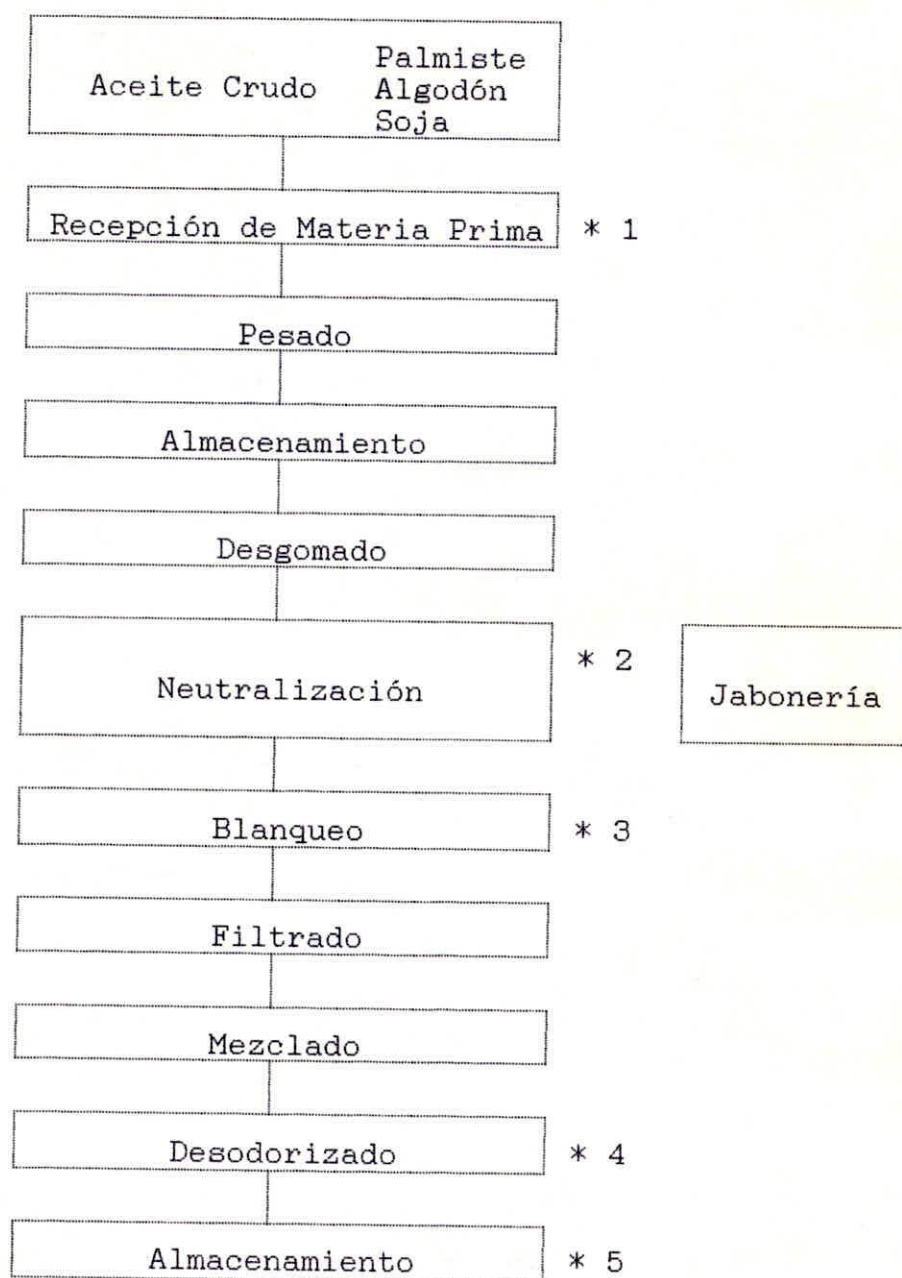 Aceite Crudo
Palmiste
Algodón
Soja
Recepción de Materia Prima * 1
Pesado
Almacenamiento
Desgomado
Neutralización * 2
Jabonería
Blanqueo * 3
Filtrado
Mezclado
Desodorizado * 4
Almacenamiento * 5